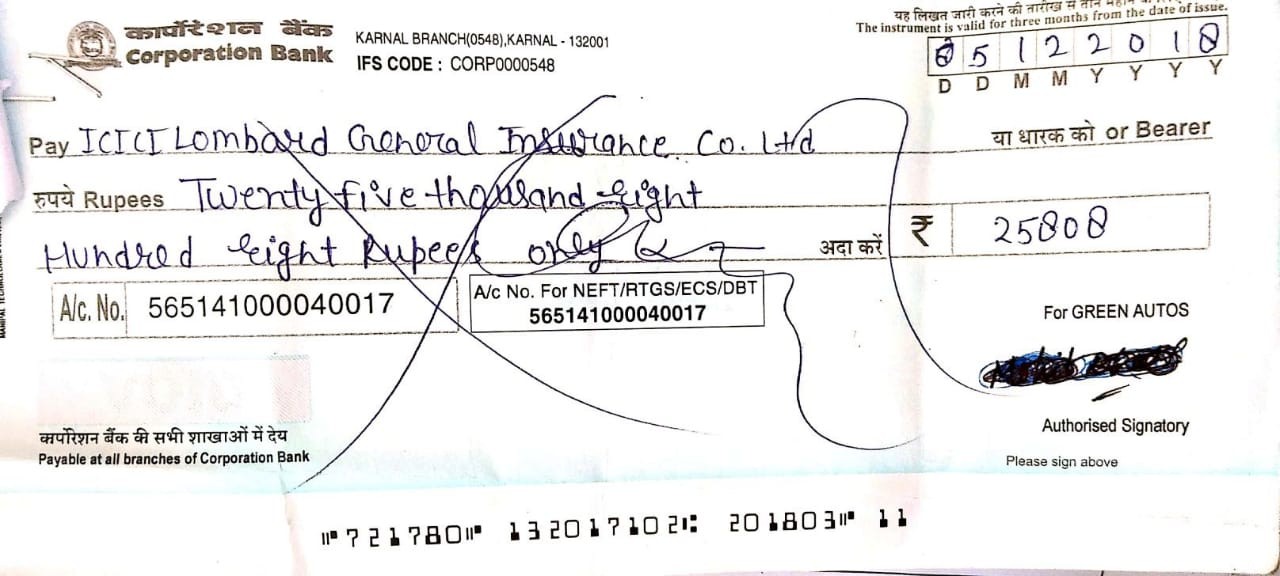 कार्पोरेशन बैंक
Corporation Bank
KARNAL BRANCH(0548),KARNAL - 132001
IFS CODE : CORP0000548
यह लिखत जारी करने की तारीख से तीन
The instrument is valid for three months from the date of issue.
0 5 1 2 2 0 1 8
D D M M Y Y Y Y
Pay ICICI Lombard General Insurance Co. Ltd
या धारक को or Bearer
रुपये Rupees Twenty five thousand Eight
Hundred Eight Rupees only
अदा करें
₹ 25808
A/c. No. 565141000040017
A/c No. For NEFT/RTGS/ECS/DBT
565141000040017
For GREEN AUTOS
Authorised Signatory
Please sign above
कार्पोरेशन बैंक की सभी शाखाओं में देय
Payable at all branches of Corporation Bank
⑈721780⑈ 132017102⑆ 201803⑈ 11